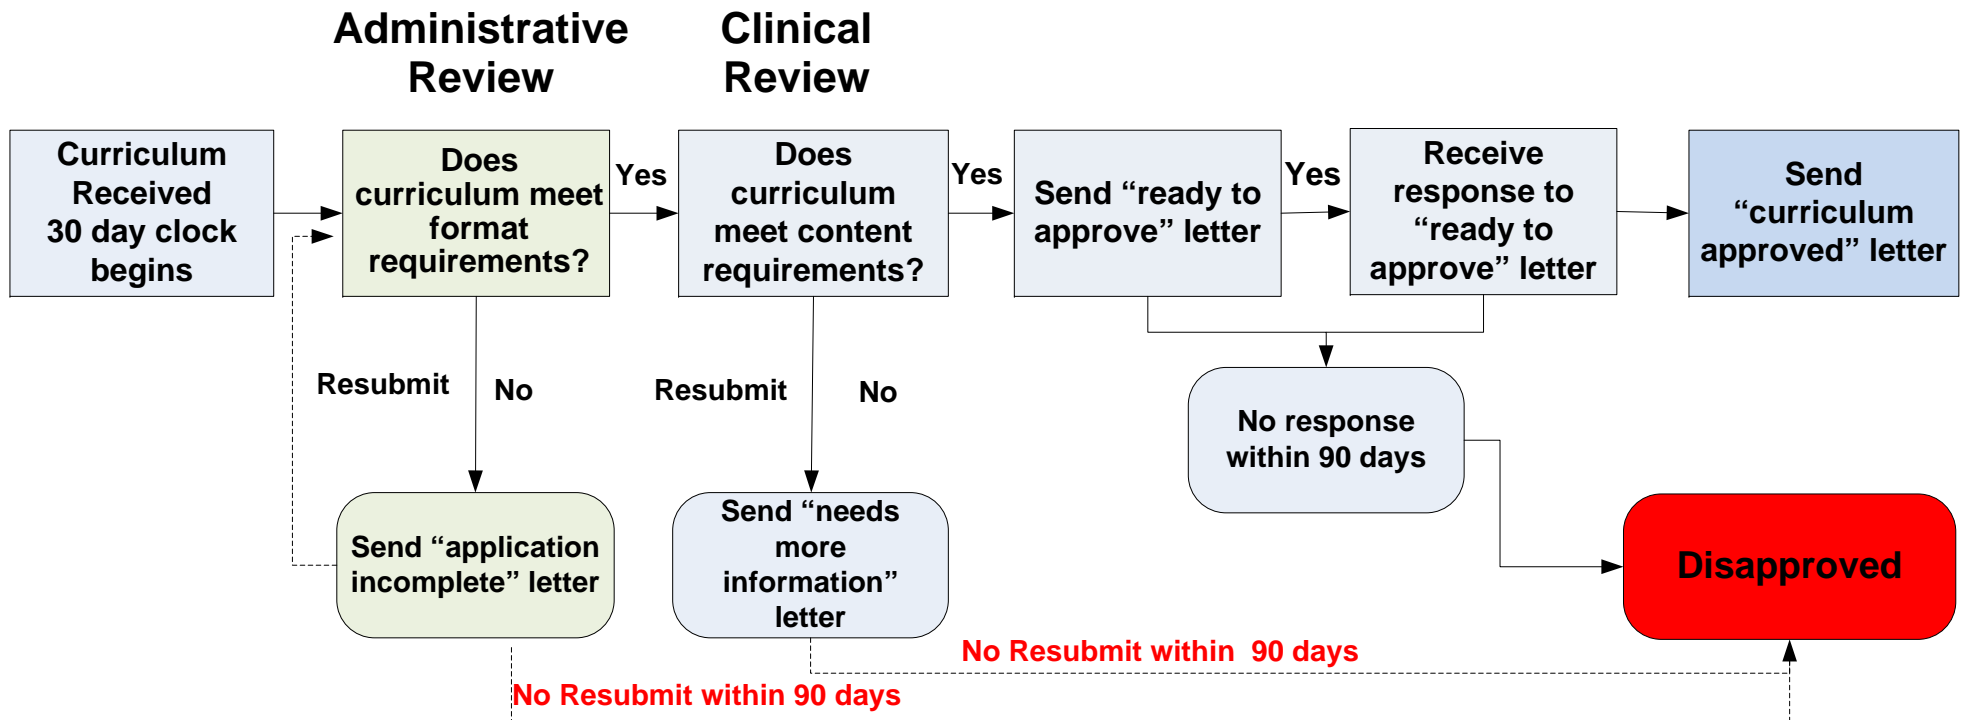 Administrative
Review
Clinical
Review
Curriculum
Received
30 day clock
begins
Does
curriculum meet
format
requirements?
Yes
Does
curriculum
meet content
requirements?
Yes
Send “ready to
approve” letter
Yes
Receive
response to
“ready to
approve” letter
Send
“curriculum
approved” letter
Resubmit
No
Resubmit
No
No response
within 90 days
Send “application
incomplete” letter
Send “needs
more
information”
letter
Disapproved
No Resubmit within  90 days
No Resubmit within 90 days